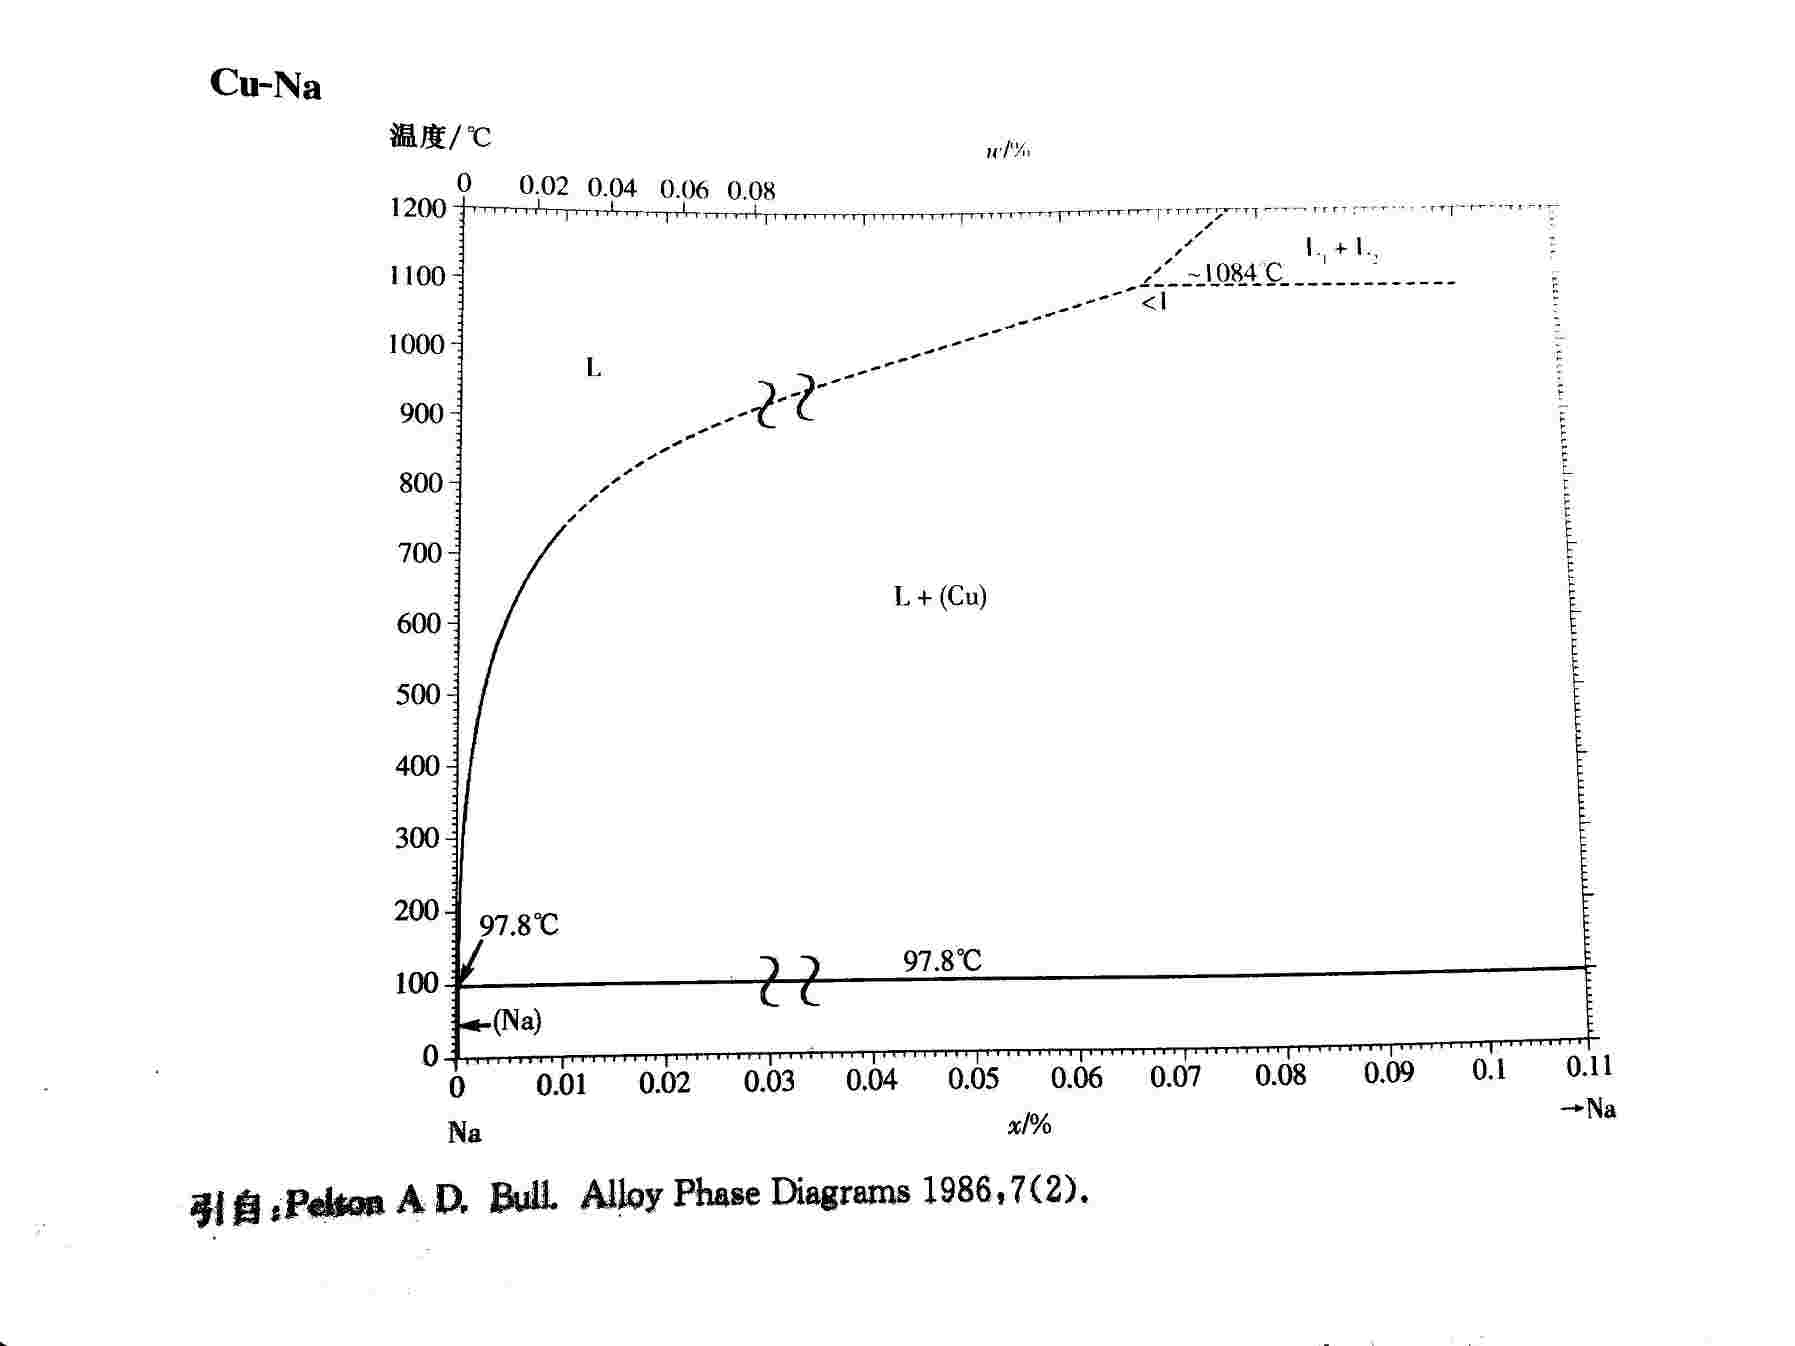 Cu-Na
温度/℃
w/%
0 0.02 0.04 0.06 0.08
1200
1100
1000
900
800
700
600
500
400
300
200
100
0
L₁ + L₂
~1084℃
<1
L
L + (Cu)
97.8℃
97.8℃
(Na)
0 0.01 0.02 0.03 0.04 0.05 0.06 0.07 0.08 0.09 0.1 0.11
Na
x/%
→Na
引自:Pelton A D. Bull. Alloy Phase Diagrams 1986,7(2).